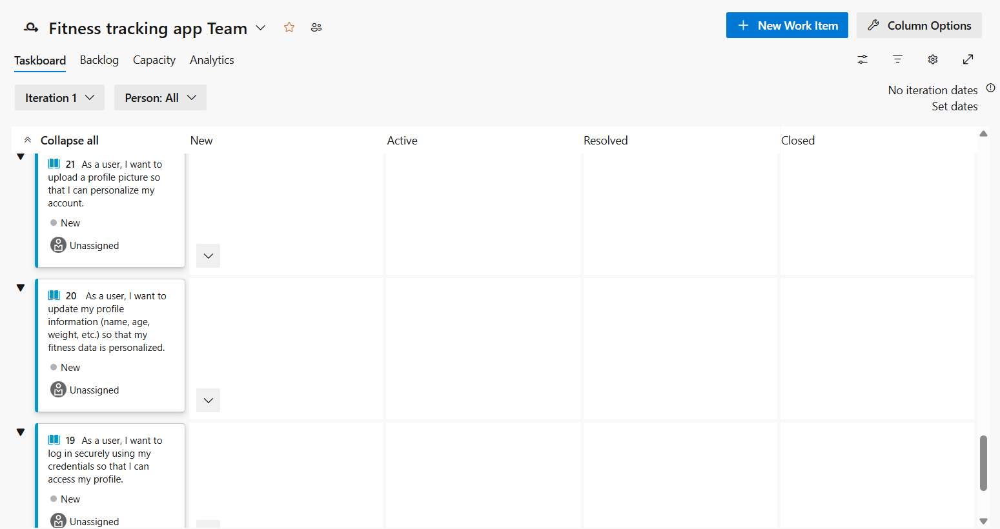 Fitness tracking app Team
New Work Item
Column Options
Taskboard
Backlog
Capacity
Analytics
Iteration 1
Person: All
No iteration dates
Set dates
Collapse all
New
Active
Resolved
Closed
21 As a user, I want to
upload a profile picture so
that I can personalize my
account.
New
Unassigned
20 As a user, I want to
update my profile
information (name, age,
weight, etc.) so that my
fitness data is personalized.
New
Unassigned
19 As a user, I want to
log in securely using my
credentials so that I can
access my profile.
New
Unassigned